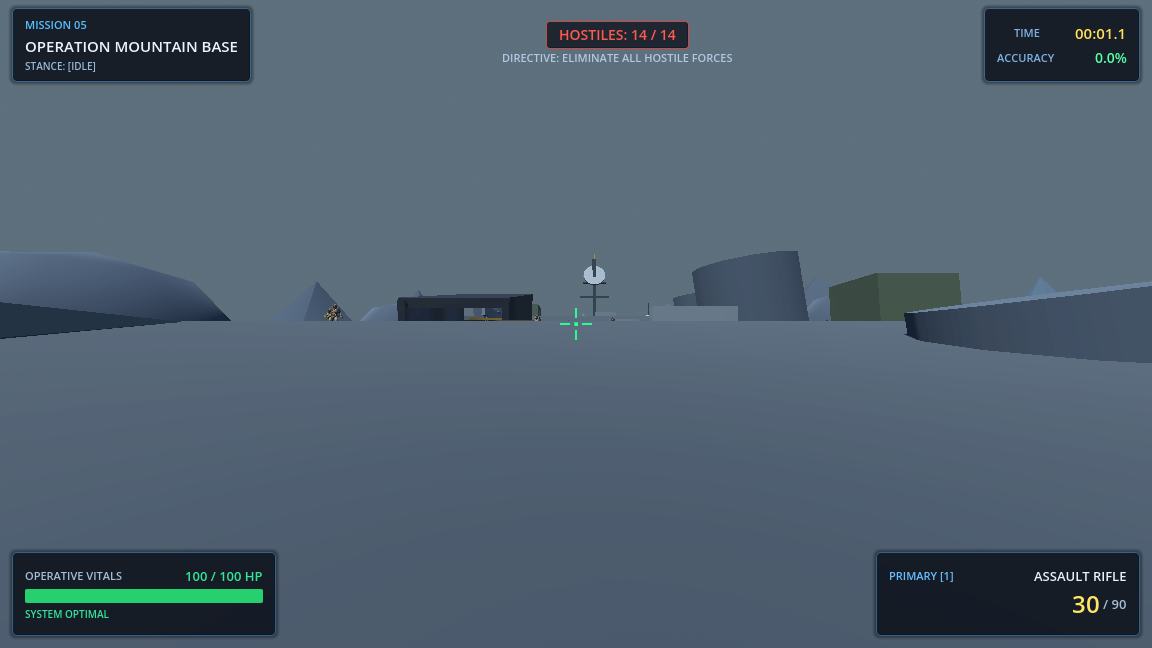 MISSION 05
OPERATION MOUNTAIN BASE
STANCE: [IDLE]
HOSTILES: 14 / 14
DIRECTIVE: ELIMINATE ALL HOSTILE FORCES
TIME 00:01.1
ACCURACY 0.0%
OPERATIVE VITALS 100 / 100 HP
SYSTEM OPTIMAL
PRIMARY [1] ASSAULT RIFLE
30 / 90